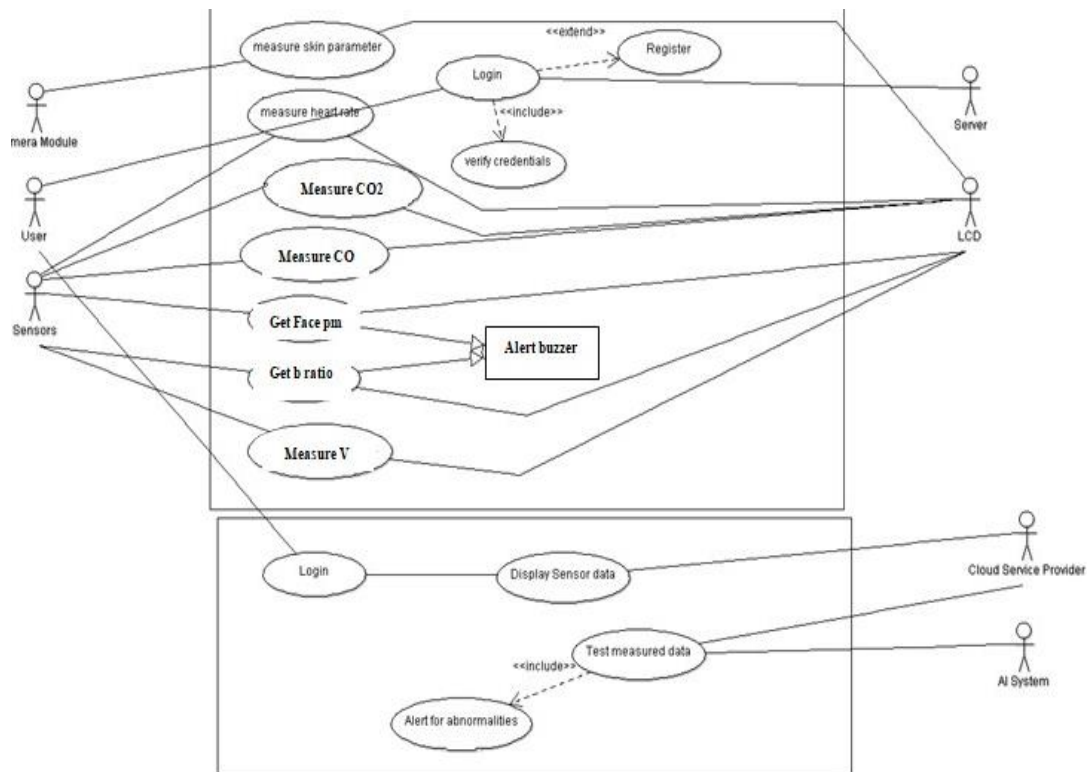 measure skin parameter
<<extend>>
Register
Login
Server
mera Module
measure heart rate
<<include>>
verify credentials
Measure CO2
User
LCD
Measure CO
Sensors
Get Face pm
Alert buzzer
Get b ratio
Measure V
Login
Display Sensor data
Cloud Service Provider
Test measured data
<<include>>
AI System
Alert for abnormalities